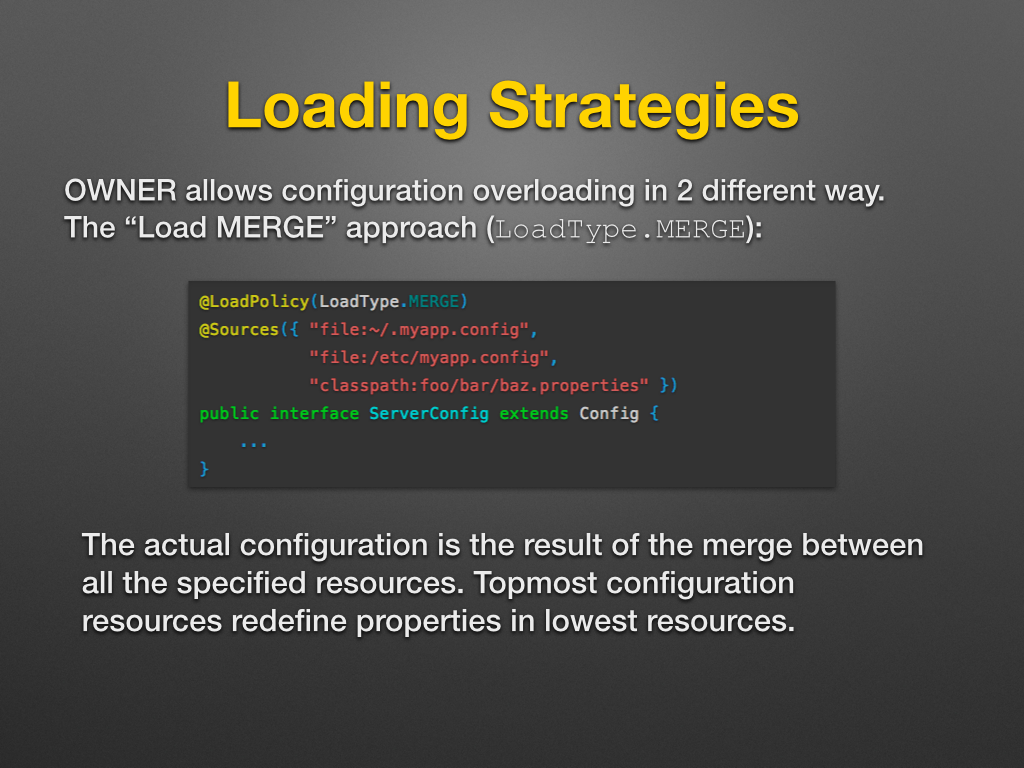 Loading Strategies
OWNER allows configuration overloading in 2 different way.
The “Load MERGE” approach (LoadType.MERGE):
@LoadPolicy(LoadType.MERGE)
@Sources({ "file:~/.myapp.config",
"file:/etc/myapp.config",
"classpath:foo/bar/baz.properties" })
public interface ServerConfig extends Config {
...
}
The actual configuration is the result of the merge between
all the specified resources. Topmost configuration
resources redefine properties in lowest resources.